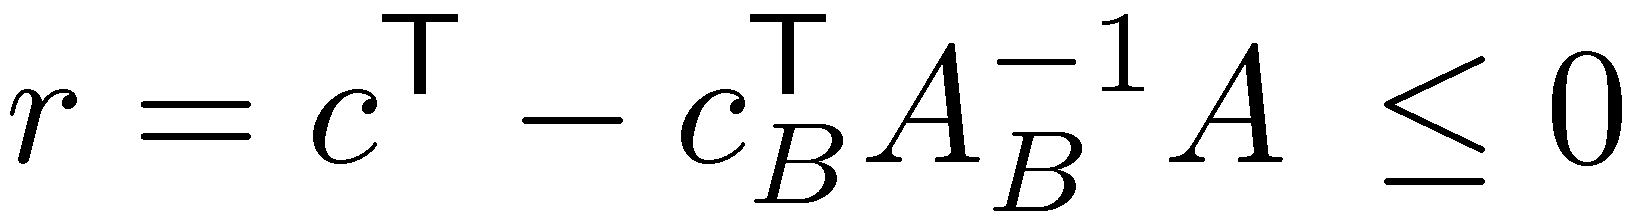 r = c^⊤ − c_B^⊤ A_B^{−1} A ≤ 0